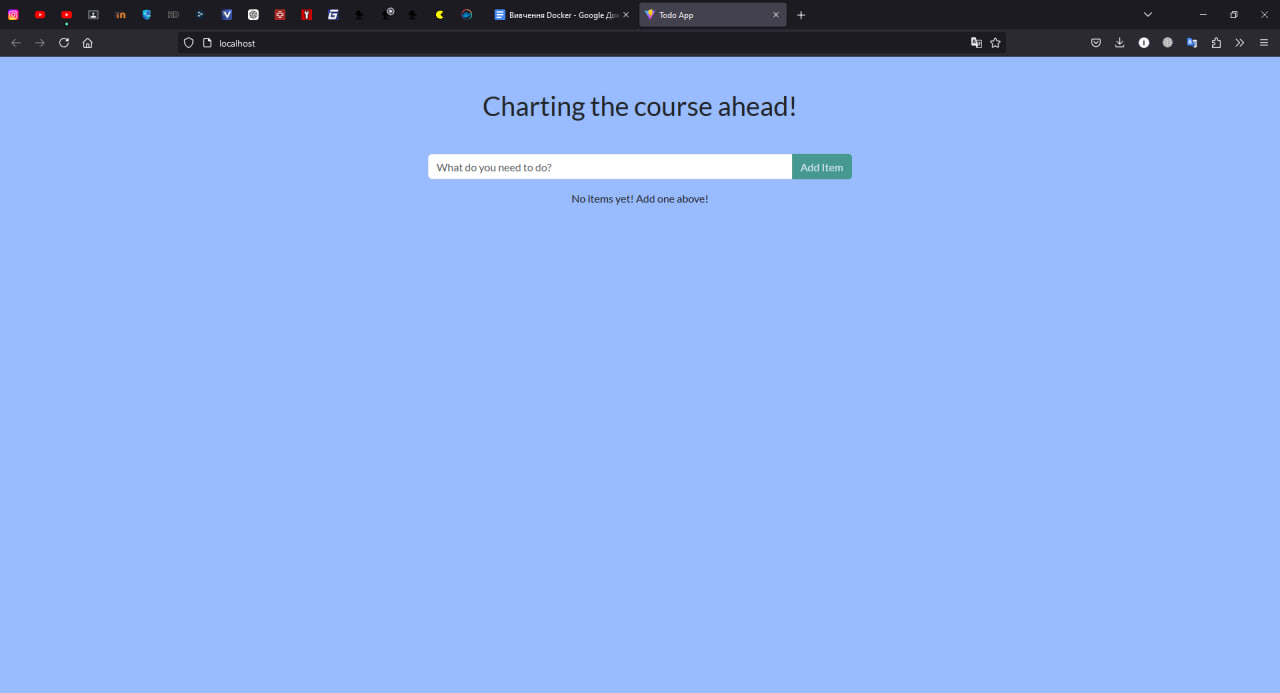 Вивчення Docker - Google До
Todo App
localhost
Charting the course ahead!
What do you need to do?
Add Item
No items yet! Add one above!